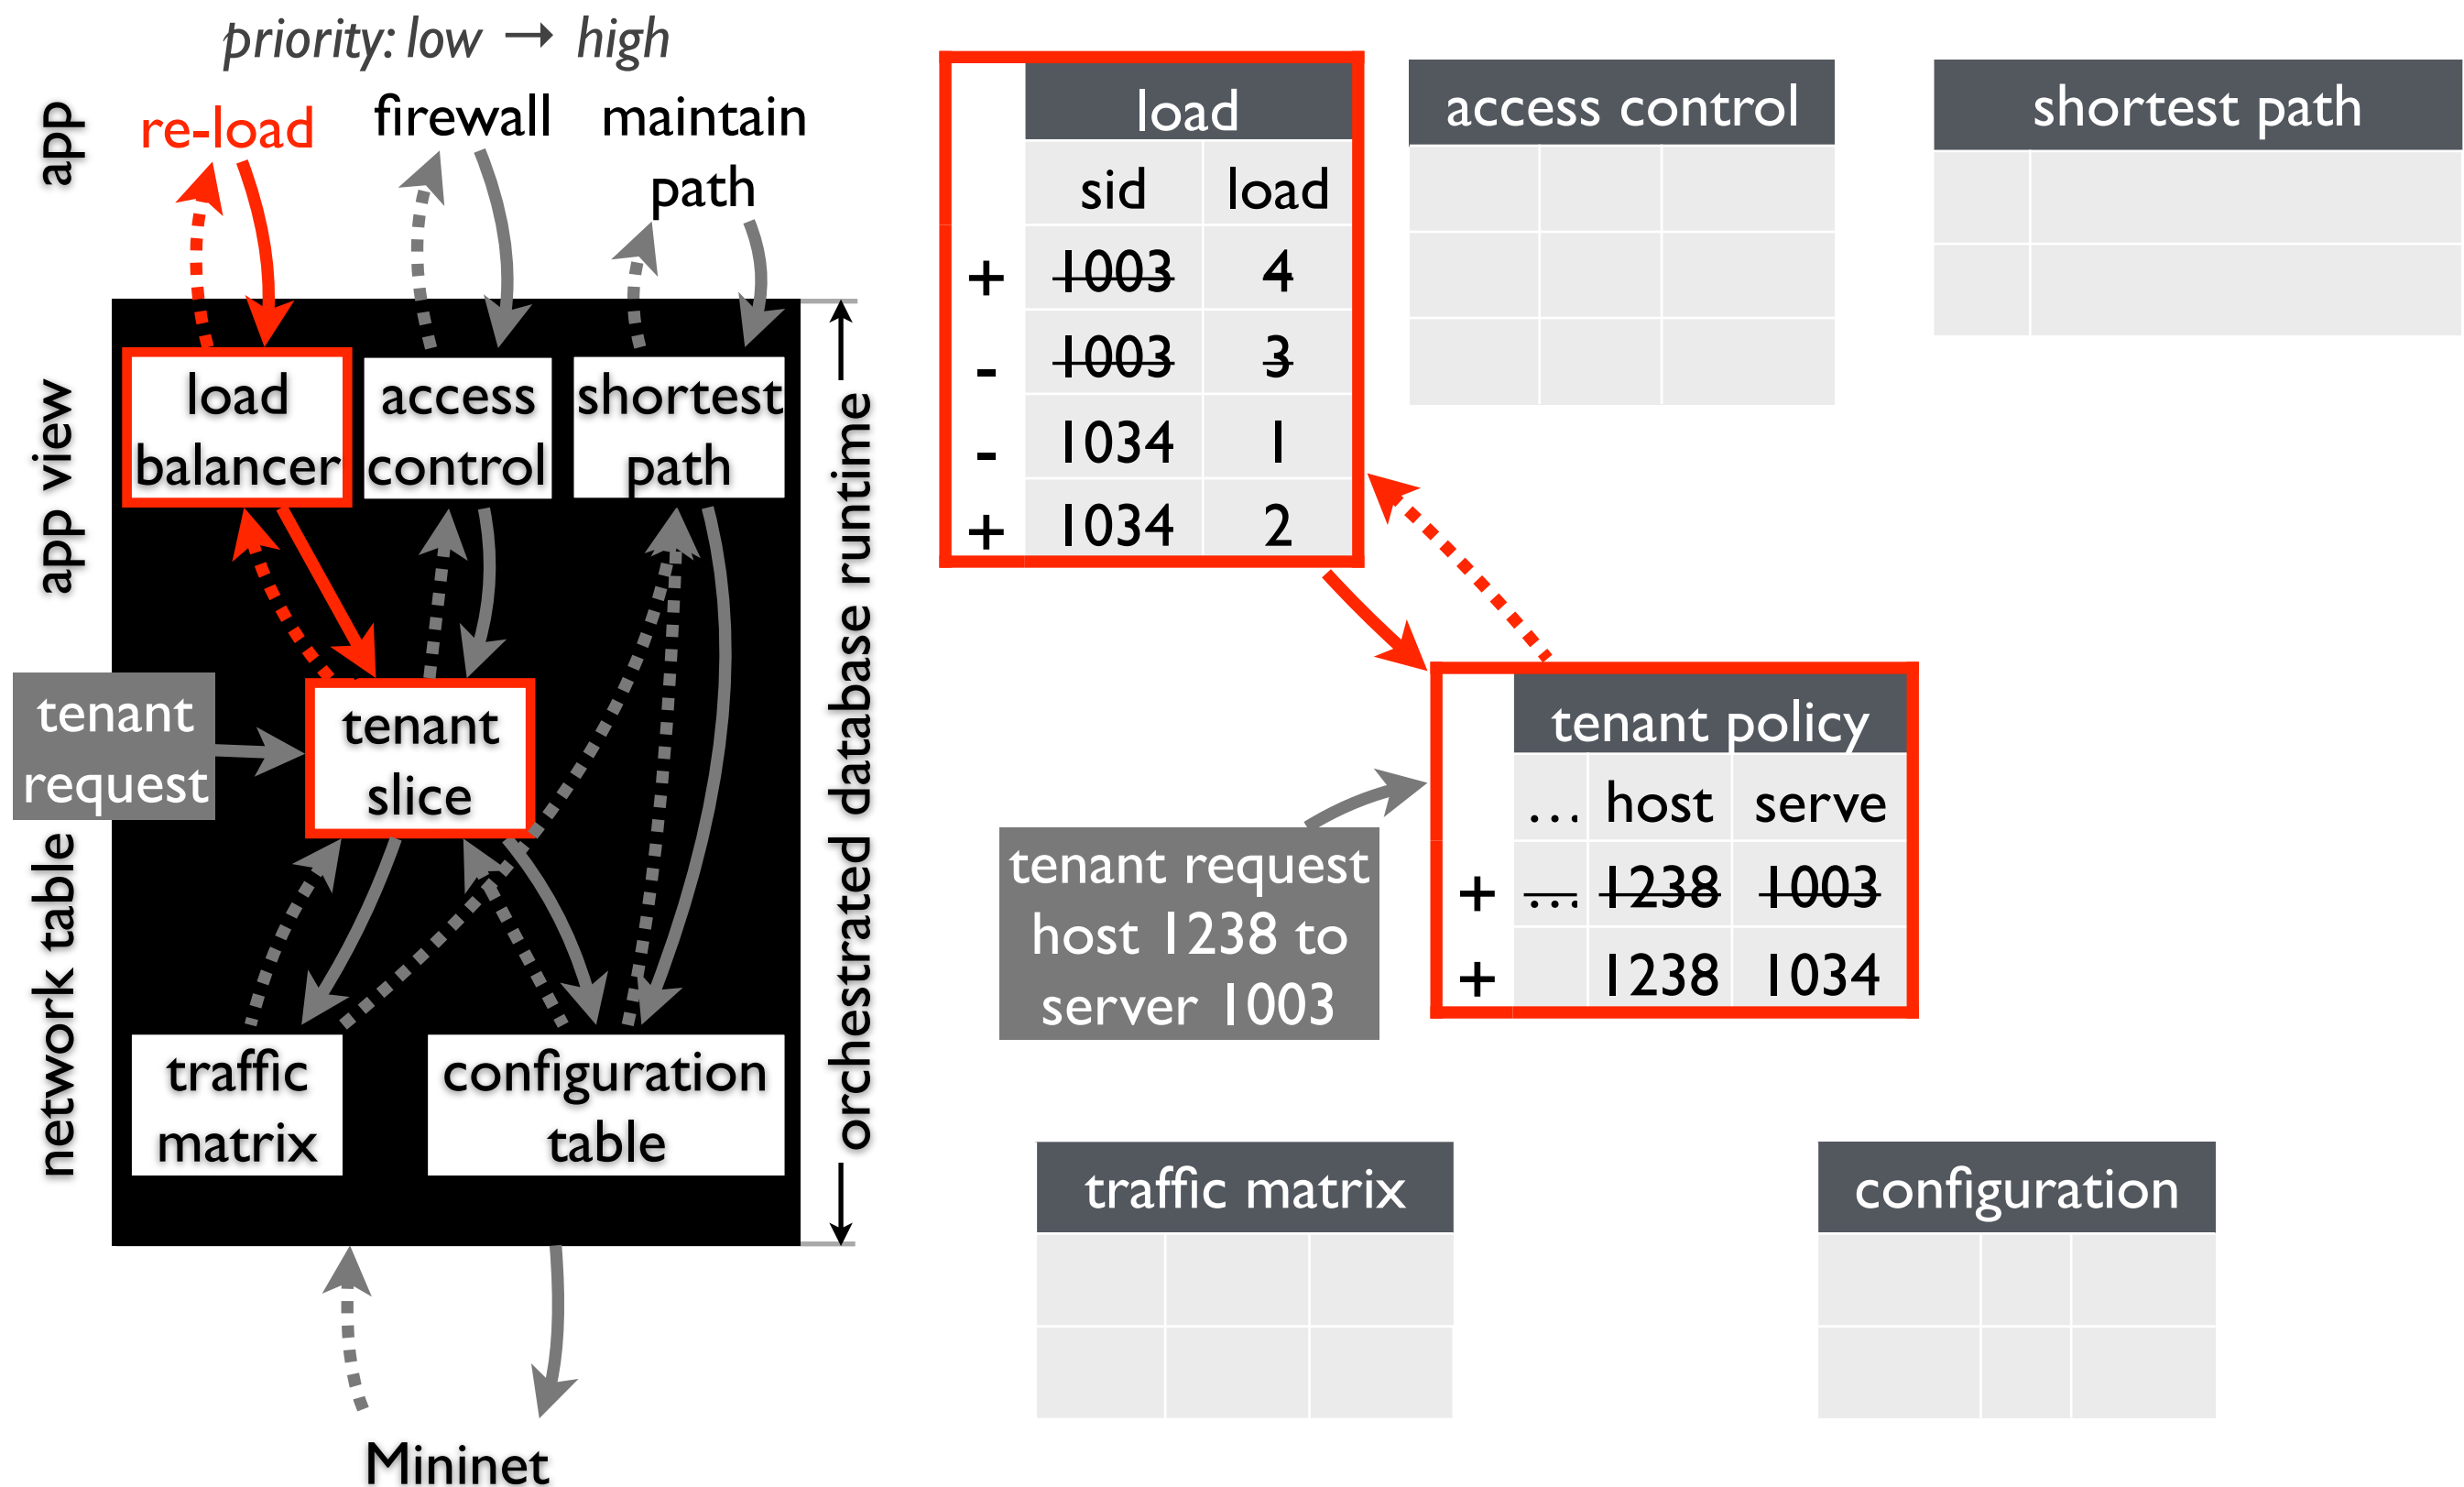 priority: low → high
app
re-load
firewall
maintain
path
app view
load
balancer
access
control
shortest
path
orchestrated database runtime
tenant
request
tenant
slice
network table
traffic
matrix
configuration
table
Mininet
load
sid load
+ 1003 4
- 1003 3
- 1034 1
+ 1034 2
access control
shortest path
tenant policy
... host serve
+ ... 1238 1003
+ 1238 1034
tenant request
host 1238 to
server 1003
traffic matrix
configuration